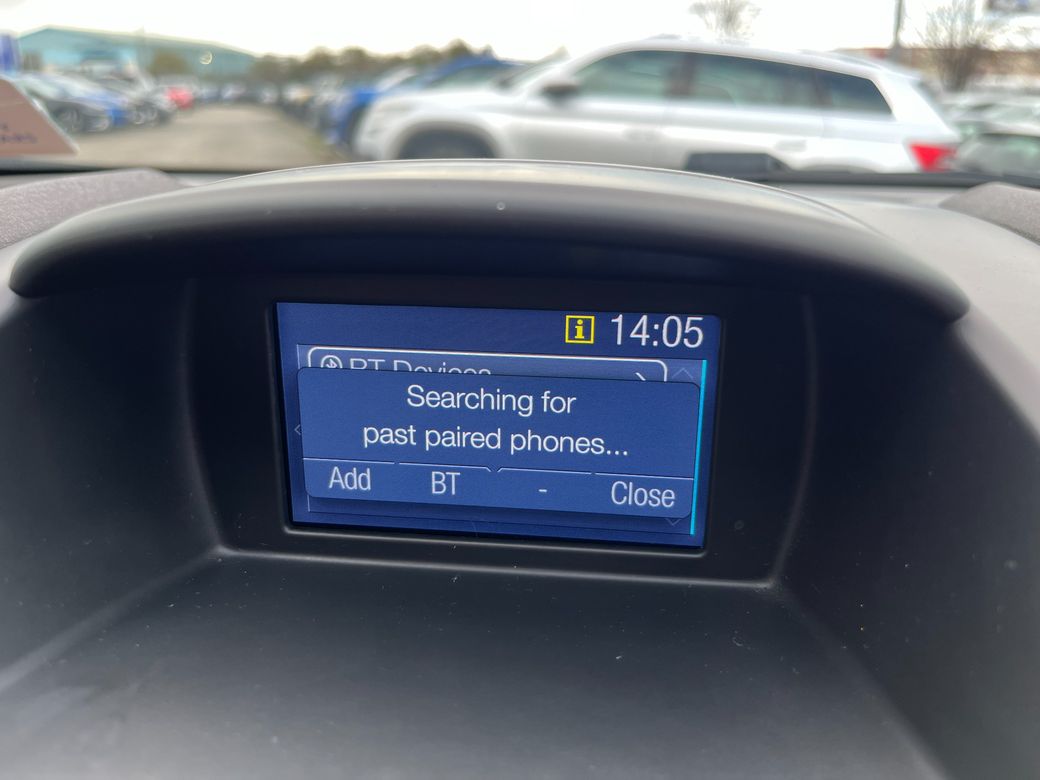 14:05
BT Devices
Searching for
past paired phones...
Add BT - Close